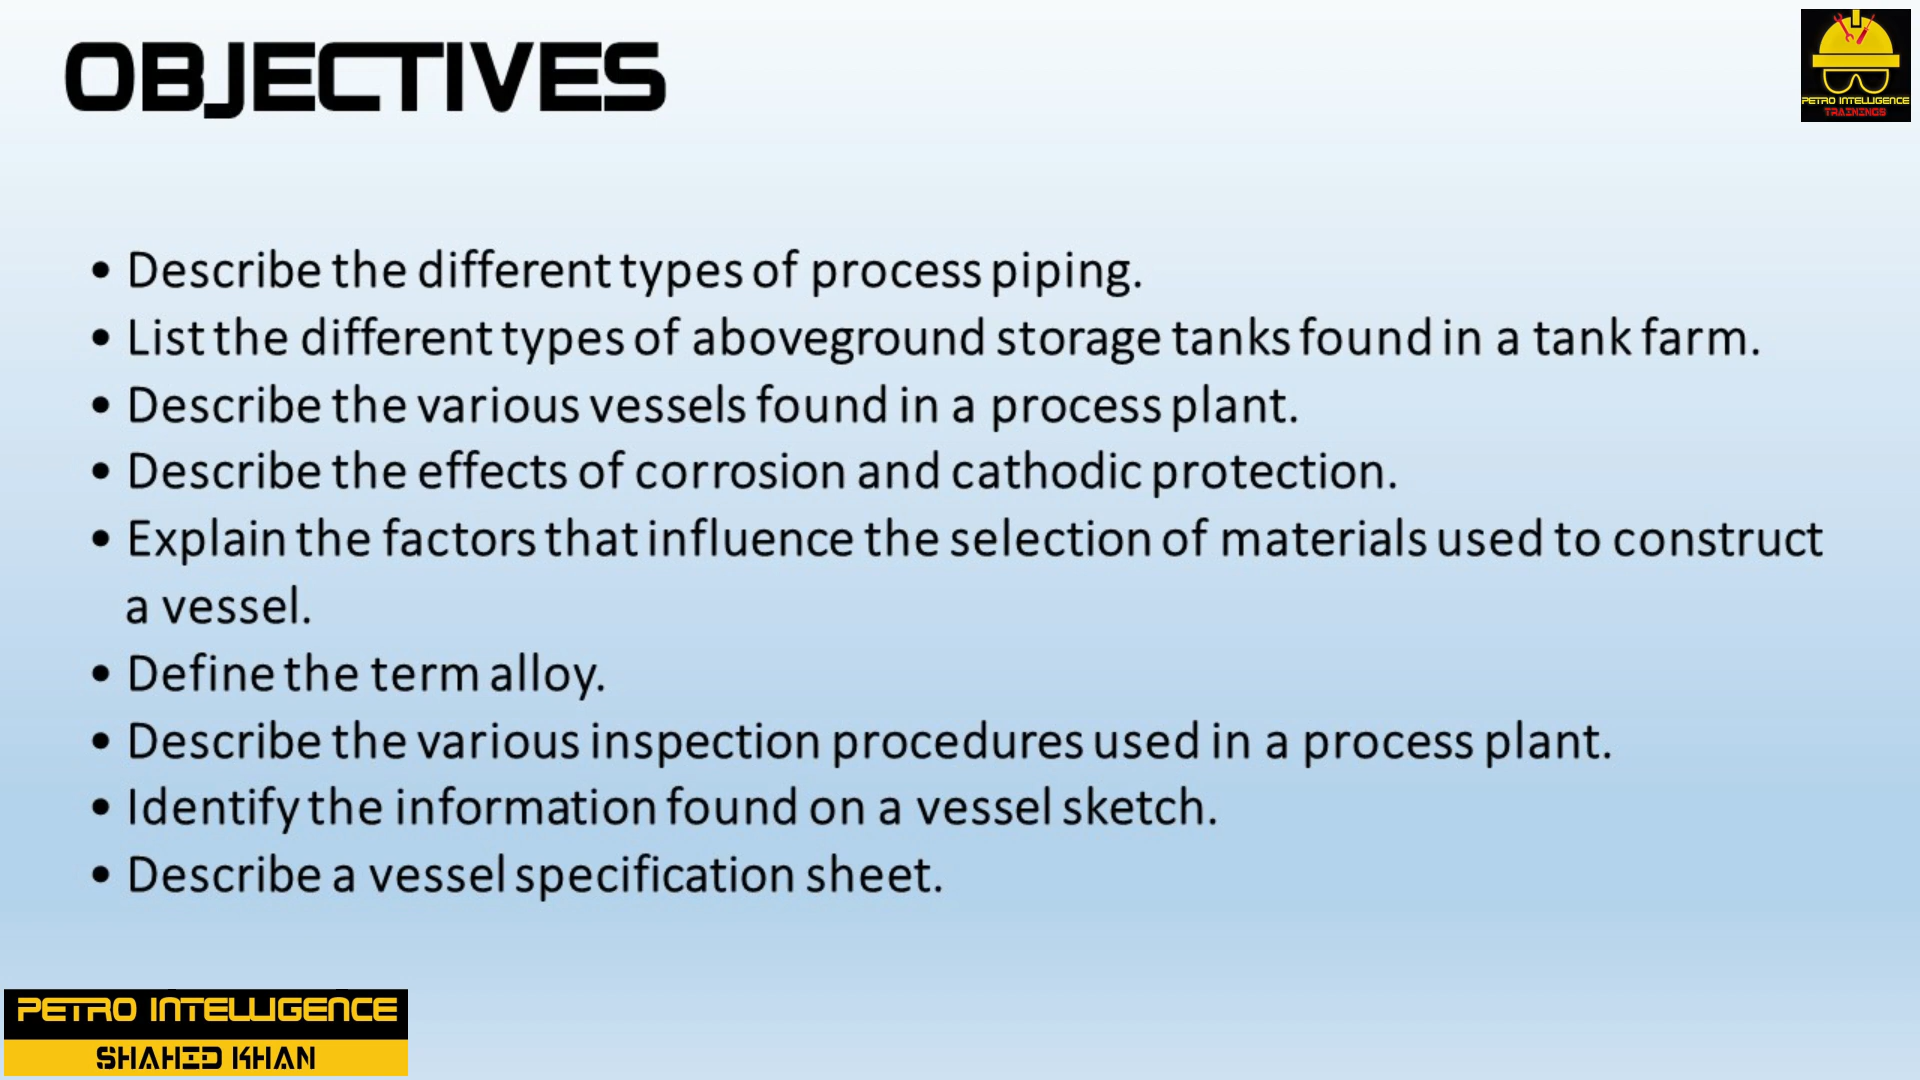 OBJECTIVES
PETRO INTELLIGENCE
TRAININGS
• Describe the different types of process piping.
• List the different types of aboveground storage tanks found in a tank farm.
• Describe the various vessels found in a process plant.
• Describe the effects of corrosion and cathodic protection.
• Explain the factors that influence the selection of materials used to construct
a vessel.
• Define the term alloy.
• Describe the various inspection procedures used in a process plant.
• Identify the information found on a vessel sketch.
• Describe a vessel specification sheet.
PETRO INTELLIGENCE
SHAHID KHAN